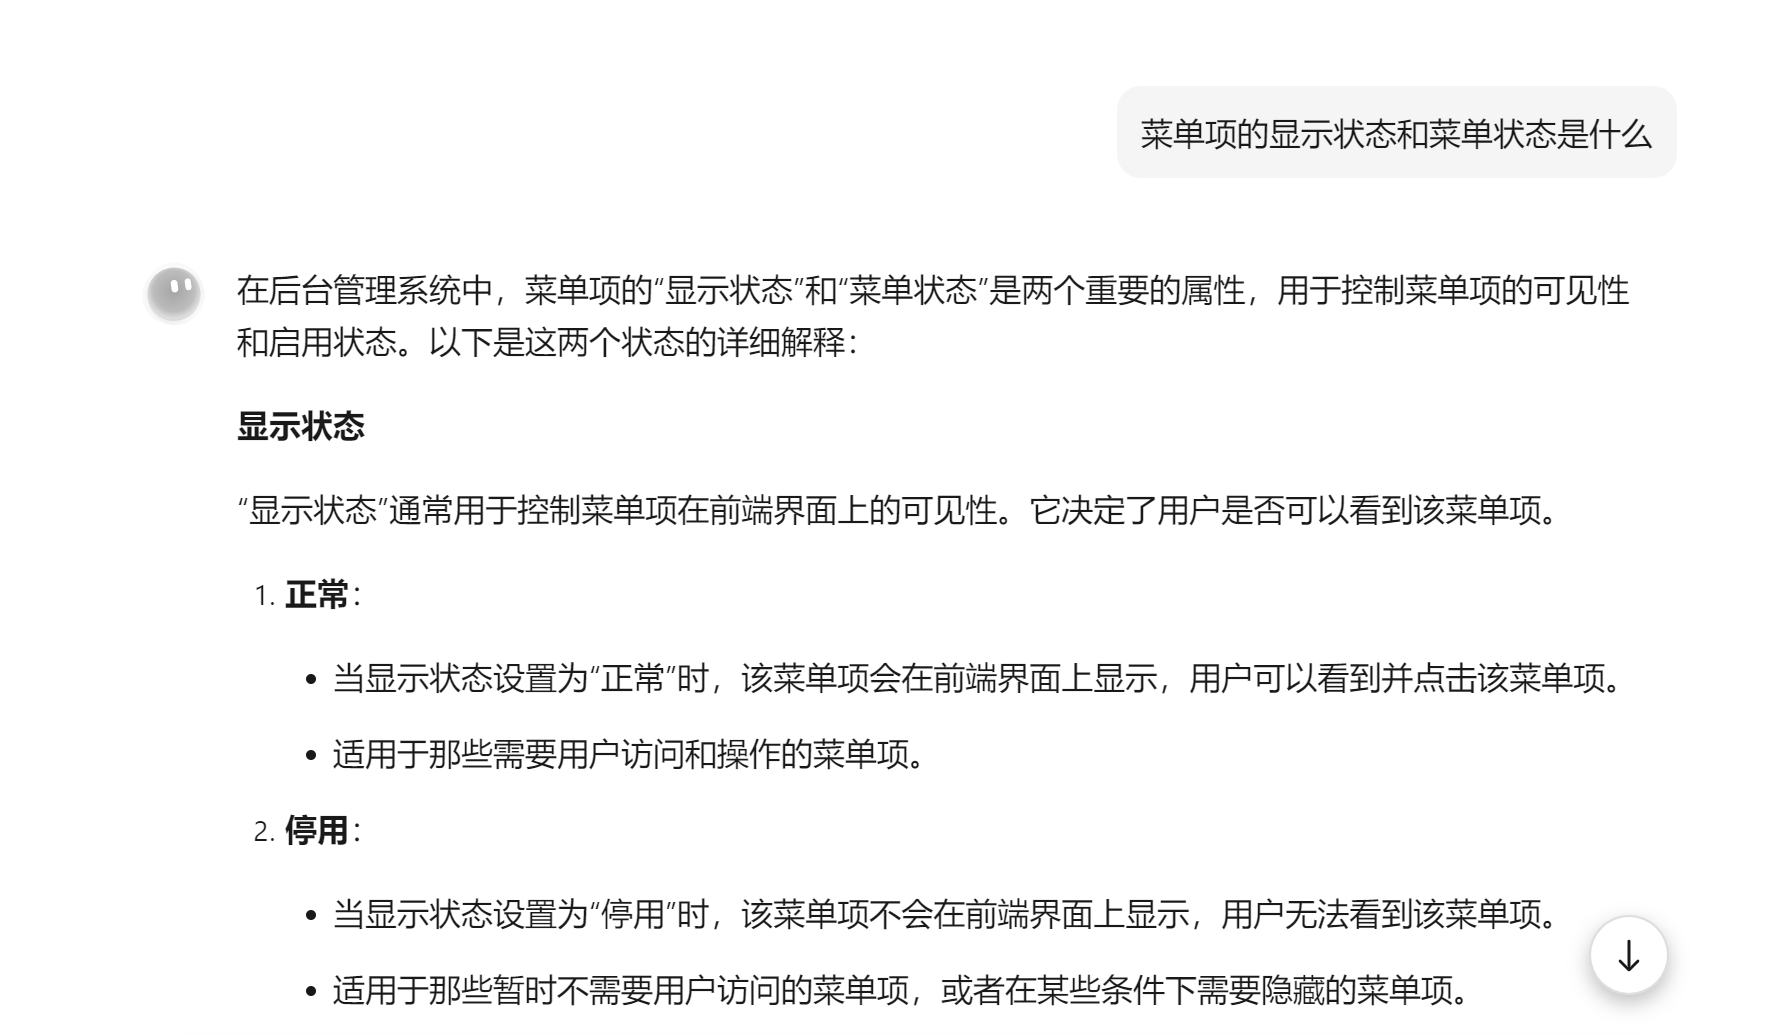 菜单项的显示状态和菜单状态是什么
在后台管理系统中，菜单项的“显示状态”和“菜单状态”是两个重要的属性，用于控制菜单项的可见性
和启用状态。以下是这两个状态的详细解释：
显示状态
“显示状态”通常用于控制菜单项在前端界面上的可见性。它决定了用户是否可以看到该菜单项。
1. 正常：
• 当显示状态设置为“正常”时，该菜单项会在前端界面上显示，用户可以看到并点击该菜单项。
• 适用于那些需要用户访问和操作的菜单项。
2. 停用：
• 当显示状态设置为“停用”时，该菜单项不会在前端界面上显示，用户无法看到该菜单项。
• 适用于那些暂时不需要用户访问的菜单项，或者在某些条件下需要隐藏的菜单项。